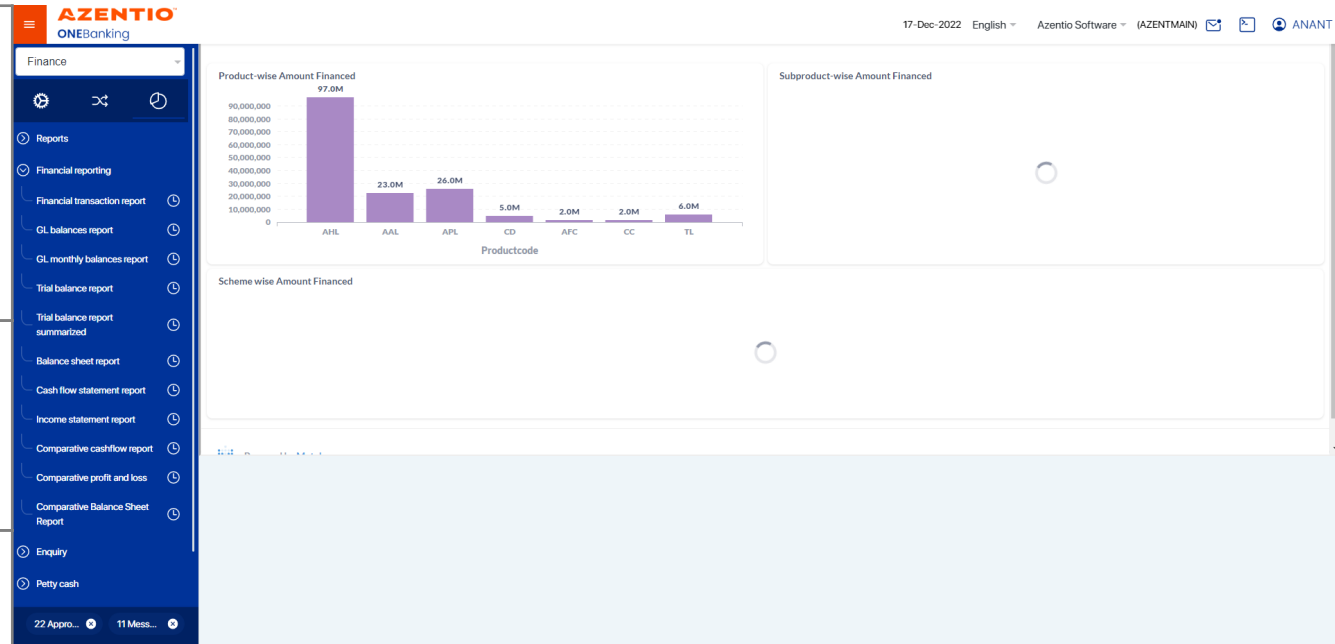 AZENTIO
ONEBanking
17-Dec-2022 English Azentio Software (AZENTMAIN) ANANT
Finance
Reports
Financial reporting
Financial transaction report
GL balances report
GL monthly balances report
Trial balance report
Trial balance report
summarized
Balance sheet report
Cash flow statement report
Income statement report
Comparative cashflow report
Comparative profit and loss
Comparative Balance Sheet
Report
Enquiry
Petty cash
22 Appro...
11 Mess...
Product-wise Amount Financed
97.0M
90,000,000
80,000,000
70,000,000
60,000,000
50,000,000
40,000,000
30,000,000
20,000,000
10,000,000
0
23.0M
26.0M
5.0M
2.0M
2.0M
6.0M
AHL AAL APL CD AFC CC TL
Productcode
Subproduct-wise Amount Financed
Scheme wise Amount Financed